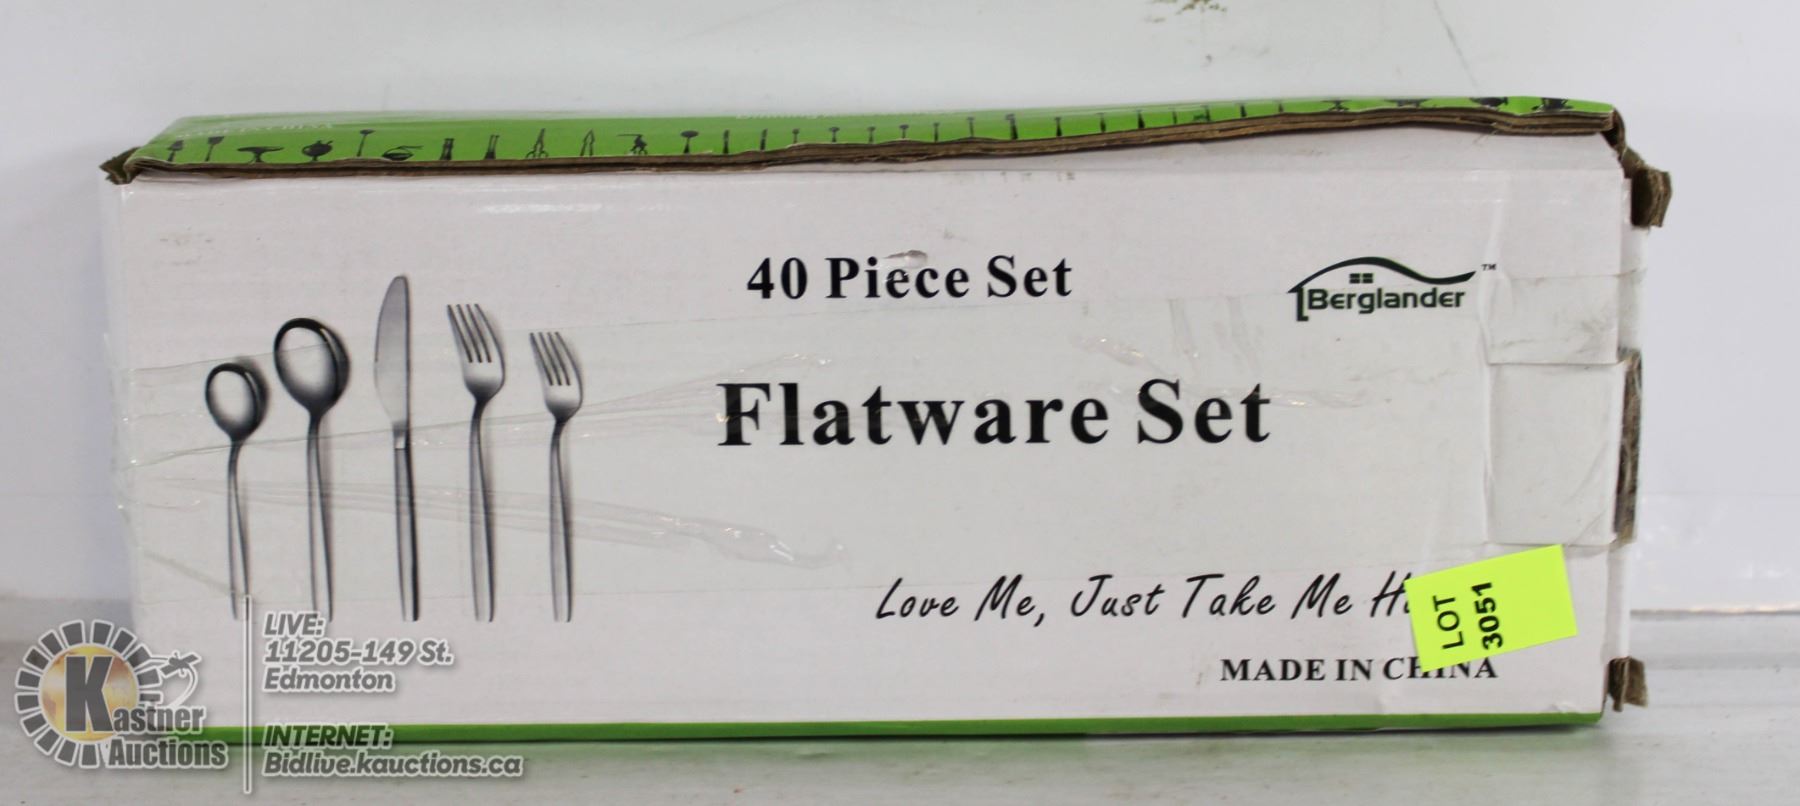 40 Piece Set
Berglander™
Flatware Set
Love Me, Just Take Me
LOT
3051
MADE IN CHINA
Kastner
Auctions
LIVE:
11205-149 St.
Edmonton
INTERNET:
Bidlive.kauctions.ca